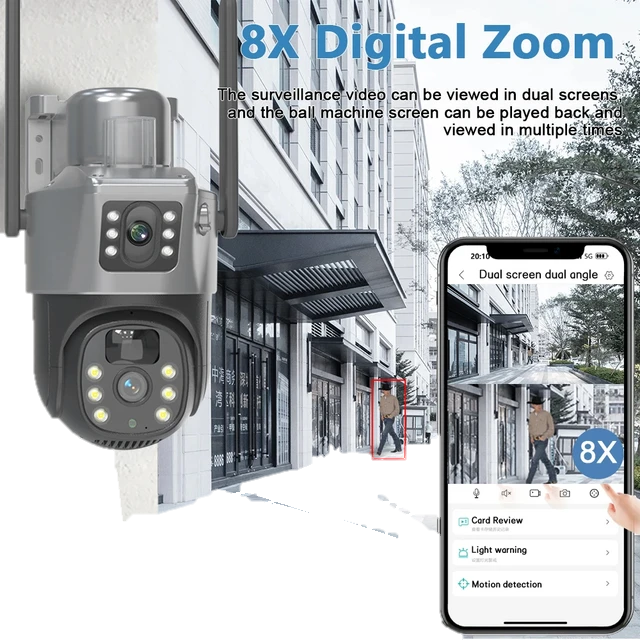 8X Digital Zoom
The surveillance video can be viewed in dual screens,
and the ball machine screen can be played back and
viewed in multiple times
20:10
5G
Dual screen dual angle
8X
Card Review
Light warning
Motion detection